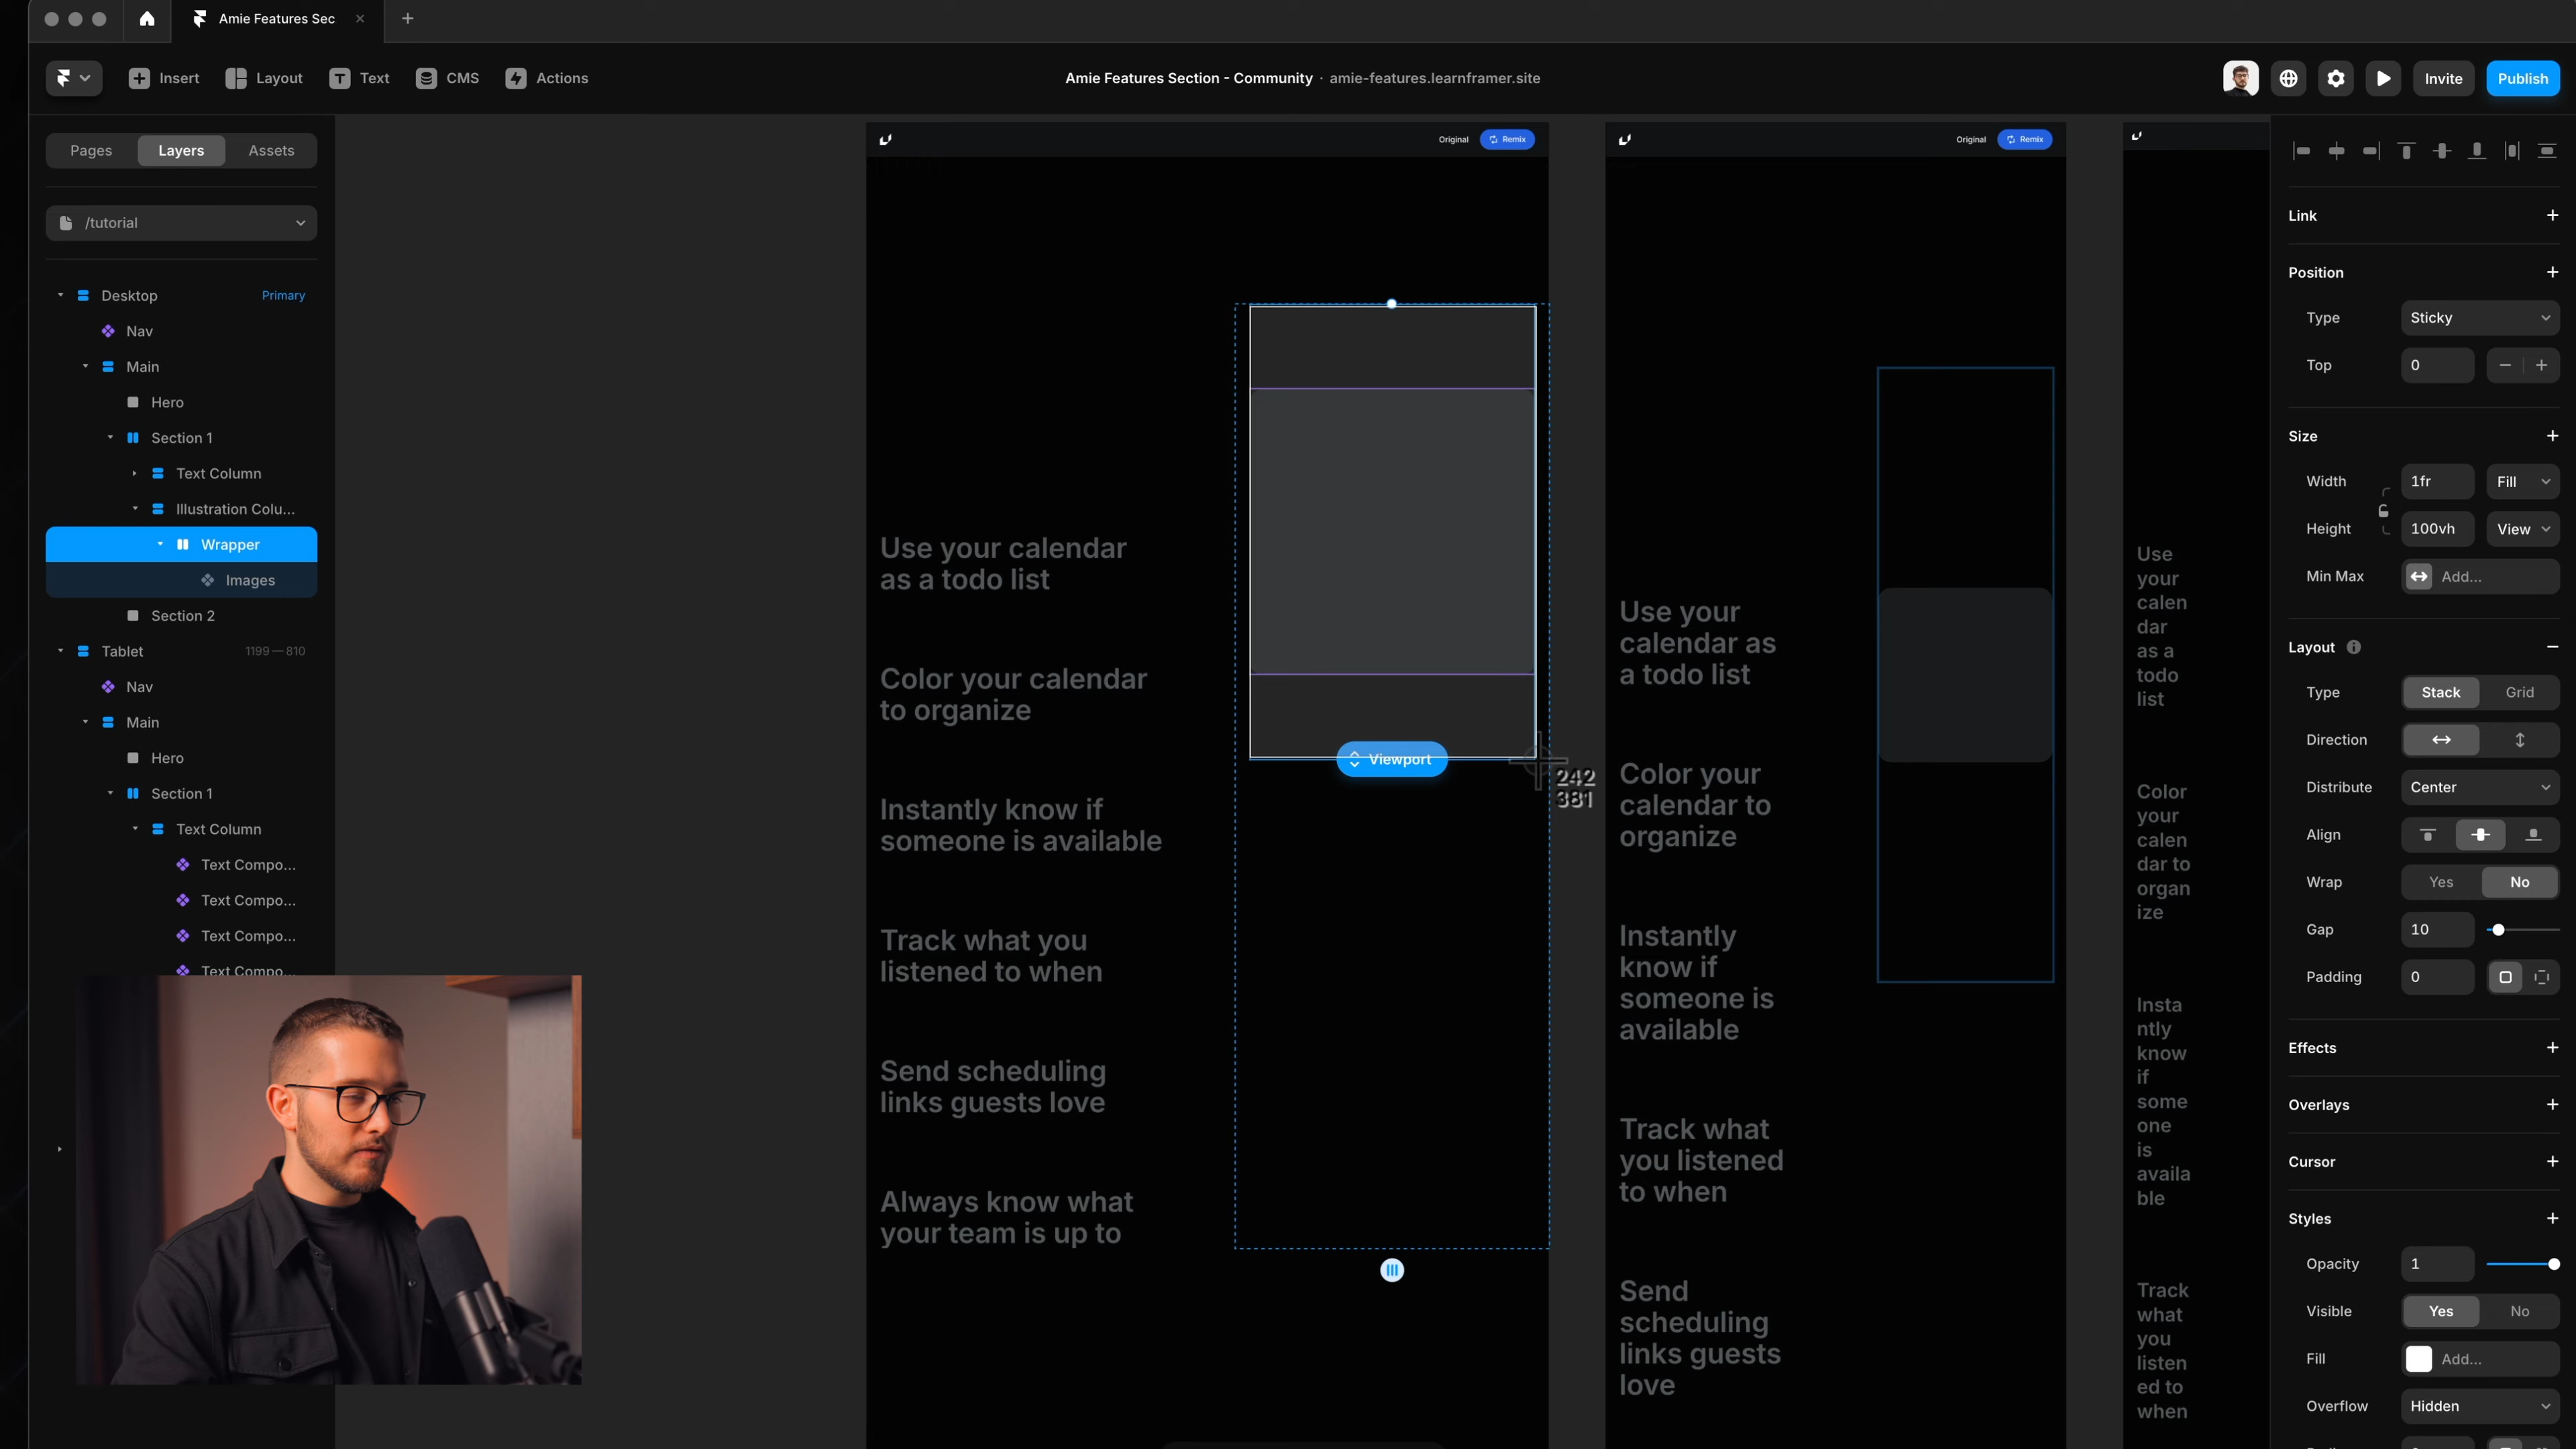 Amie Features Sec
Insert
Layout
Text
CMS
Actions
Amie Features Section - Community · amie-features.learnframer.site
Invite
Publish
Pages
Layers
Assets
/tutorial
Desktop
Primary
Nav
Main
Hero
Section 1
Text Column
Illustration Colu...
Wrapper
Images
Section 2
Tablet
1199 — 810
Nav
Main
Hero
Section 1
Text Column
Text Compo...
Text Compo...
Text Compo...
Text Compo...
Original
Remix
Use your calendar
as a todo list
Color your calendar
to organize
Instantly know if
someone is available
Track what you
listened to when
Send scheduling
links guests love
Always know what
your team is up to
Viewport
242
381
Original
Remix
Use your
calendar as
a todo list
Color your
calendar to
organize
Instantly
know if
someone is
available
Track what
you listened
to when
Send
scheduling
links guests
love
Use
your
calen
dar
as a
todo
list
Color
your
calen
dar to
organ
ize
Insta
ntly
know
if
some
one
is
availa
ble
Track
what
you
listen
ed to
when
Link
Position
Type
Sticky
Top
0
Size
Width
1fr
Fill
Height
100vh
View
Min Max
Add...
Layout
Type
Stack
Grid
Direction
Distribute
Center
Align
Wrap
Yes
No
Gap
10
Padding
0
Effects
Overlays
Cursor
Styles
Opacity
1
Visible
Yes
No
Fill
Add...
Overflow
Hidden